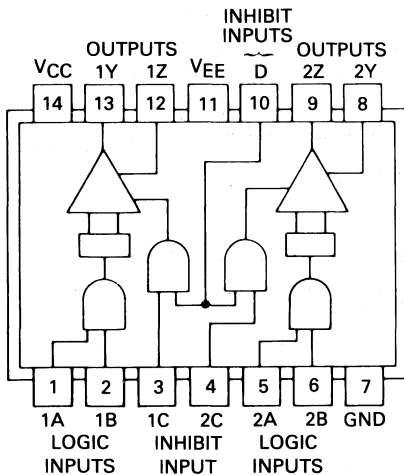 INHIBIT
OUTPUTS INPUTS OUTPUTS
VCC 1Y 1Z VEE D 2Z 2Y
14 13 12 11 10 9 8
1 2 3 4 5 6 7
1A 1B 1C 2C 2A 2B GND
LOGIC INHIBIT LOGIC
INPUTS INPUT INPUTS